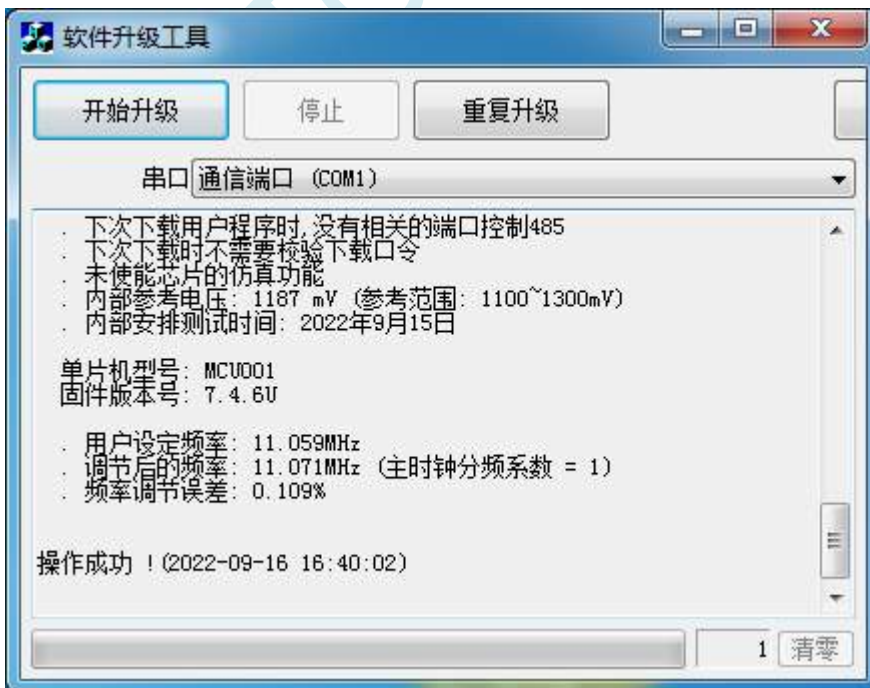 软件升级工具
开始升级 停止 重复升级
串口 通信端口 (COM1)
. 下次下载用户程序时,没有相关的端口控制485
. 下次下载时不需要校验下载口令
. 未使能芯片的仿真功能
. 内部参考电压: 1187 mV (参考范围: 1100~1300mV)
. 内部安排测试时间: 2022年9月15日
单片机型号: MCU001
固件版本号: 7.4.6U
. 用户设定频率: 11.059MHz
. 调节后的频率: 11.071MHz (主时钟分频系数 = 1)
. 频率调节误差: 0.109%
操作成功 !(2022-09-16 16:40:02)
1 清零